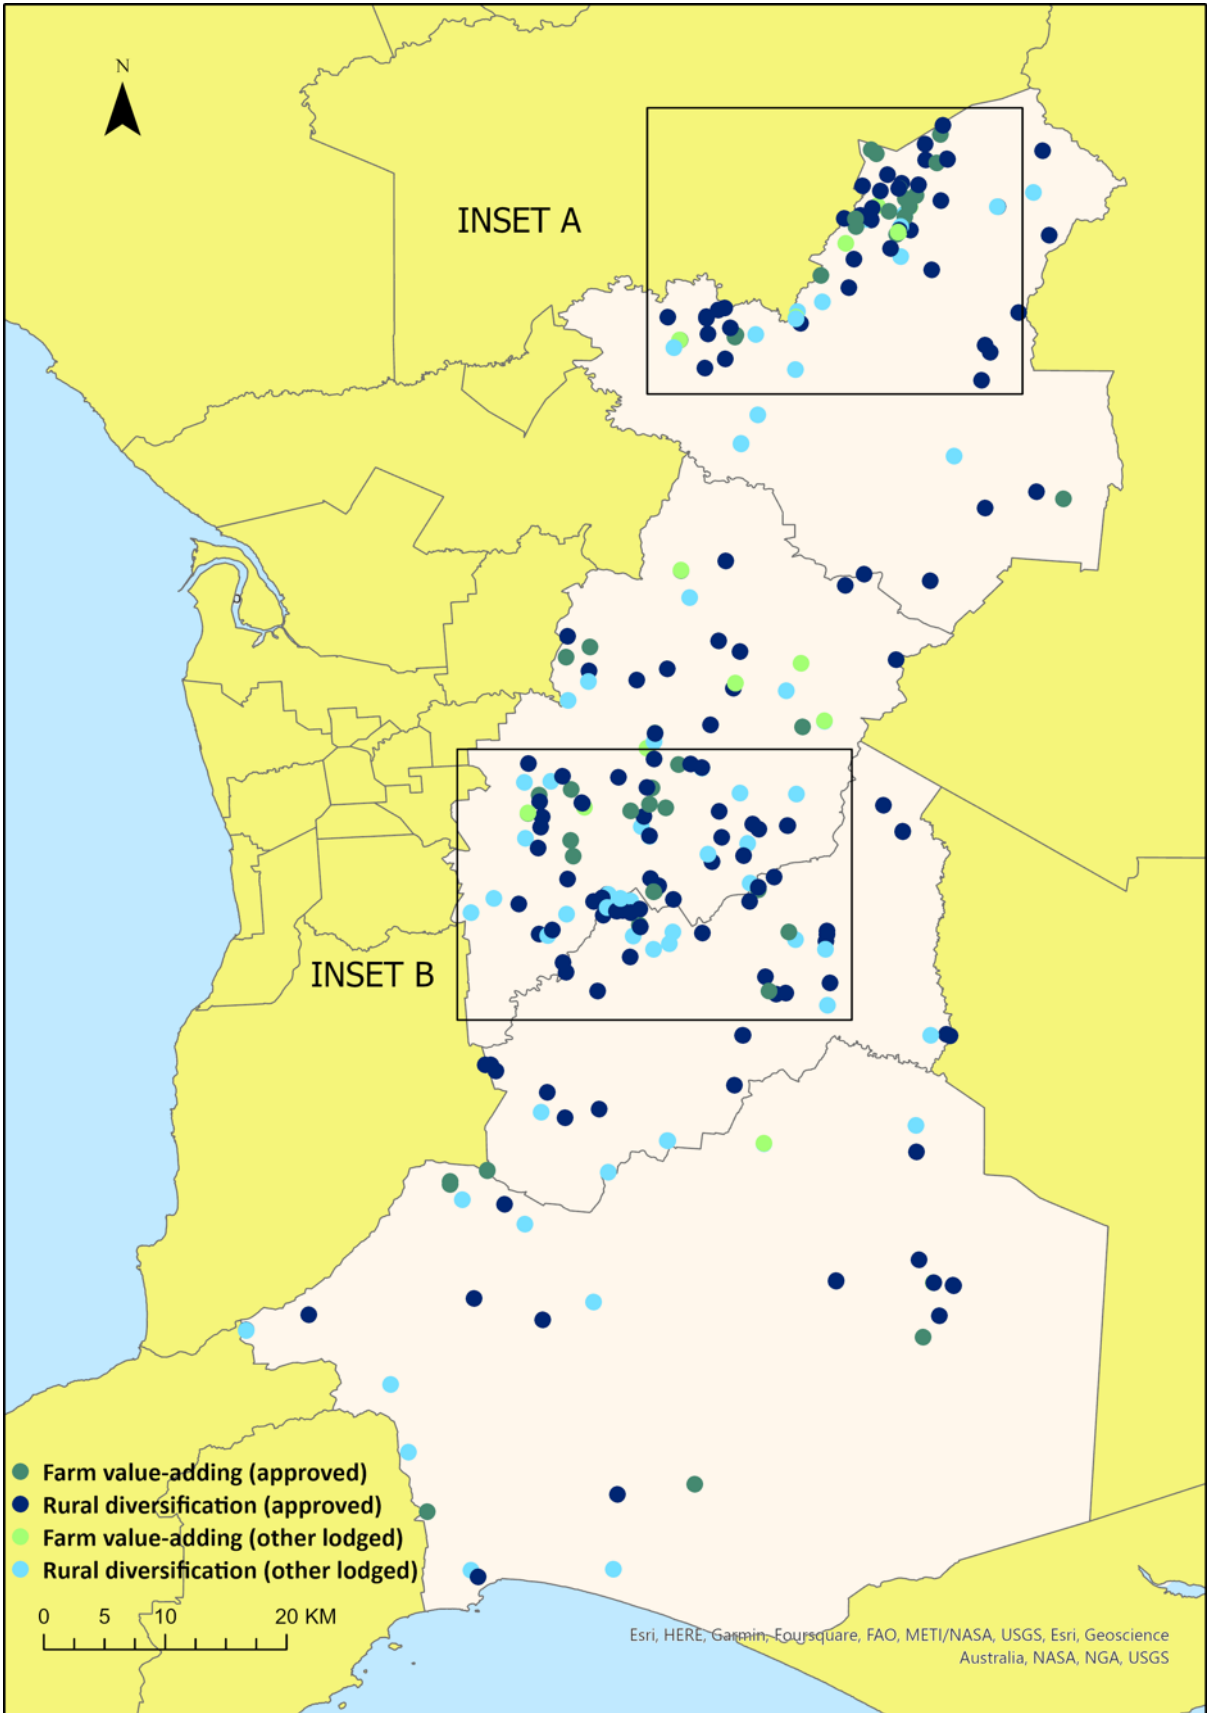 N
INSET A
INSET B
Farm value-adding (approved)
Rural diversification (approved)
Farm value-adding (other lodged)
Rural diversification (other lodged)
0 5 10 20 KM
Esri, HERE, Garmin, Foursquare, FAO, METI/NASA, USGS, Esri, Geoscience
Australia, NASA, NGA, USGS